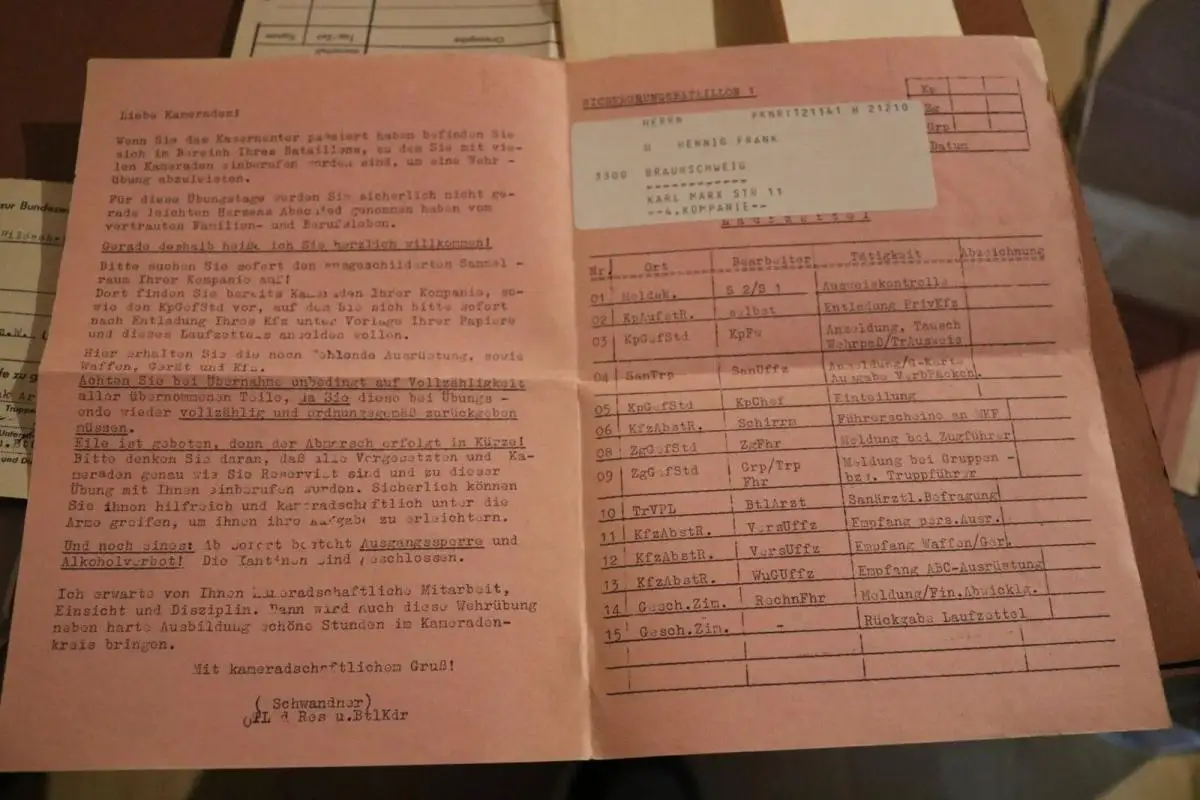 Liebe Kameraden!
Wenn Sie das Kasernentor passiert haben befinden Sie
sich in Bereich Ihres Bataillons, zu dem Sie mit vie-
len Kameraden einberufen worden sind, um eine Wehr -
übung abzuleisten.
Für diese Übungstage werden Sie sicherlich nicht ge-
rade leichten Herzens Abschied genommen haben vom
vertrauten Familien- und Berufsleben.
Gerade deshalb heiße ich Sie herzlich willkommen!
Bitte suchen Sie sofort den ausgeschilderten Sammel -
raum Ihrer Kompanie auf!
Dort finden Sie bereits Kameraden Ihrer Kompanie, so-
wie den KpGefStd vor, auf dem Sie sich bitte sofort
nach Entladung Ihres Kfz unter Vorlage Ihrer Papiere
und dieses Laufzettels anmelden wollen.
Hier erhalten Sie die noch fehlende Ausrüstung, sowie
Waffen, Gerät und Kfz.
Achten Sie bei Übernahme unbedingt auf Vollzähligkeit
aller übernommenen Teile, da Sie diese bei Übungs -
ende wieder vollzählig und ordnungsgemäß zurückgeben
müssen.
Eile ist geboten, denn der Abmarsch erfolgt in Kürze!
Bitte denken Sie daran, daß alle Vorgesetzten und Ka-
meraden genau wie Sie Reservist sind und zu dieser
Übung mit Ihnen einberufen wurden. Sicherlich können
Sie ihnen hilfreich und kameradschaftlich unter die
Arme greifen, um ihnen ihre Aufgabe zu erleichtern.
Und noch eines: Ab sofort besteht Ausgangssperre und
Alkoholverbot! Die Kantinen sind geschlossen.
Ich erwarte von Ihnen kameradschaftliche Mitarbeit,
Einsicht und Disziplin. Dann wird auch diese Wehrübung
neben harter Ausbildung schöne Stunden im Kameraden-
kreis bringen.
Mit kameradschaftlichem Gruß!
(Schwandner)
OTL d Res u.BtlKdr
SICHERUNGSBATAILLON 1
Kp
Zg
Grp
Datum
HERRN
H HENNIG FRANK
3300 BRAUNSCHWEIG
KARL MARX STR 11
--4.KOMPANIE--
Laufzettel
Nr. Ort Bearbeiter Tätigkeit Abzeichnung
01 MeldeK. S 2/S 1 Ausweiskontrolle
02 KpAufstR. selbst Entladung PrivKfz
03 KpGefStd KpFw Anmeldung, Tausch
Wehrpaß/TrAusweis
04 SanTrp SanUffz Anmeldung/G-Karte
Ausgabe VerbPäckch.
05 KpGefStd KpChef Einteilung
06 KfzAbstR. Schirrm Führerscheine an MKF
08 ZgGefStd ZgFhr Meldung bei Zugführer
09 ZgGefStd Grp/Trp Meldung bei Gruppen -
Fhr bzw. Truppführer
10 TrVPL BtlArzt Sanärztl.Befragung
11 KfzAbstR. VersUffz Empfang pers.Ausr.
12 KfzAbstR. VersUffz Empfang Waffen/Ger.
13 KfzAbstR. WuGUffz Empfang ABC-Ausrüstung
14 Gesch.Zim. RechnFhr Meldung/Fin.Abwicklg.
15 Gesch.Zim. - Rückgabe Laufzettel